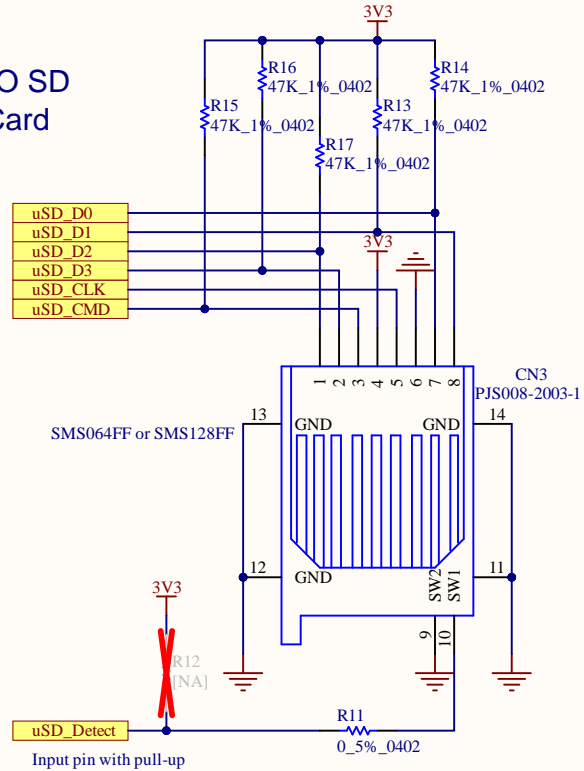 3V3
O SD
Card
R16
47K_1%_0402
R14
47K_1%_0402
R15
47K_1%_0402
R13
47K_1%_0402
R17
47K_1%_0402
uSD_D0
uSD_D1
uSD_D2
uSD_D3
uSD_CLK
uSD_CMD
3V3
1
2
3
4
5
6
7
8
CN3
PJS008-2003-1
13
GND
GND
14
SMS064FF or SMS128FF
12
GND
SW2
SW1
11
9
10
3V3
R12
[NA]
uSD_Detect
R11
0_5%_0402
Input pin with pull-up